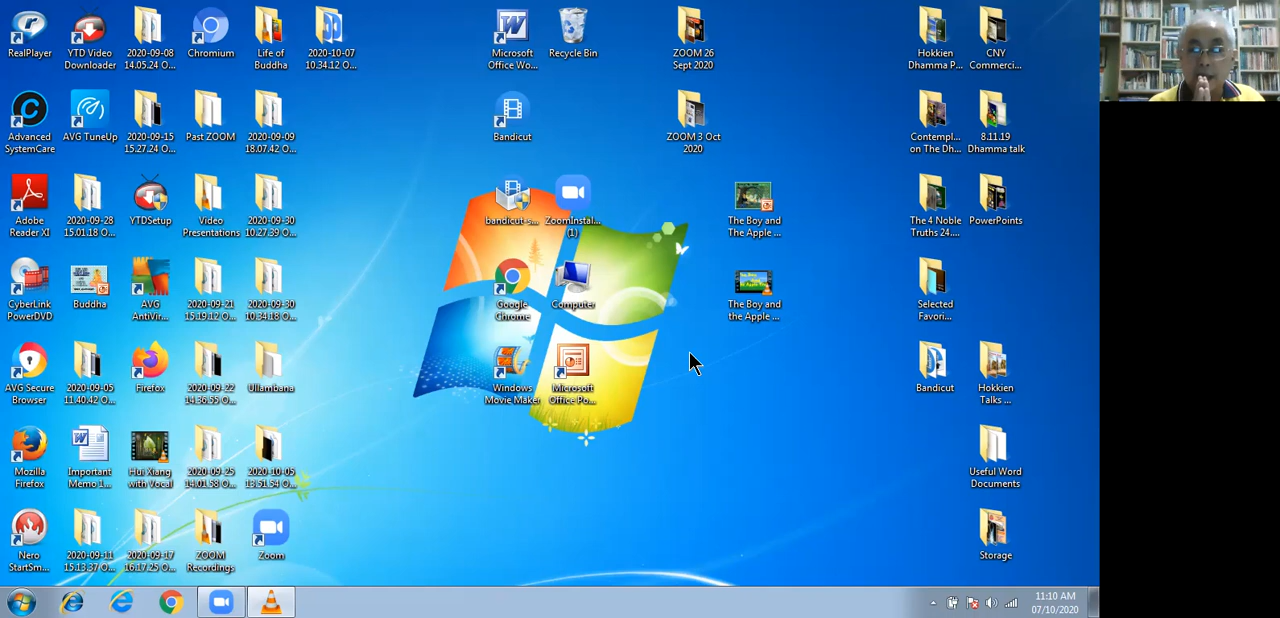 RealPlayer
YTD Video
Downloader
2020-09-08
14.05.24 O...
Chromium
Life of
Buddha
2020-10-07
10.34.12 O...
Microsoft
Office Wo...
Recycle Bin
ZOOM 26
Sept 2020
Hokkien
Dhamma P...
CNY
Commerci...
Advanced
SystemCare
AVG TuneUp
2020-09-15
15.27.24 O...
Past ZOOM
2020-09-09
18.07.42 O...
Bandicut
ZOOM 3 Oct
2020
Contempl...
on The Dh...
8.11.19
Dhamma talk
Adobe
Reader XI
2020-09-28
15.01.18 O...
YTDSetup
Video
Presentations
2020-09-30
10.27.39 O...
bandicut-s...
ZoomInstal...
(1)
The Boy and
The Apple ...
The 4 Noble
Truths 24....
PowerPoints
CyberLink
PowerDVD
Buddha
AVG
AntiVir...
2020-09-21
15.19.12 O...
2020-09-30
10.34.18 O...
Google
Chrome
Computer
The Boy and
the Apple ...
Selected
Favori...
AVG Secure
Browser
2020-09-05
11.40.42 O...
Firefox
2020-09-22
14.36.55 O...
Ullambana
Windows
Movie Maker
Microsoft
Office Po...
Bandicut
Hokkien
Talks ...
Mozilla
Firefox
Important
Memo 1...
Hui Xiang
with Vocal
2020-09-25
14.01.58 O...
2020-10-05
13.51.54 O...
Useful Word
Documents
Nero
StartSm...
2020-09-11
15.13.37 O...
2020-09-17
16.17.25 O...
ZOOM
Recordings
Zoom
Storage
11:10 AM
07/10/2020